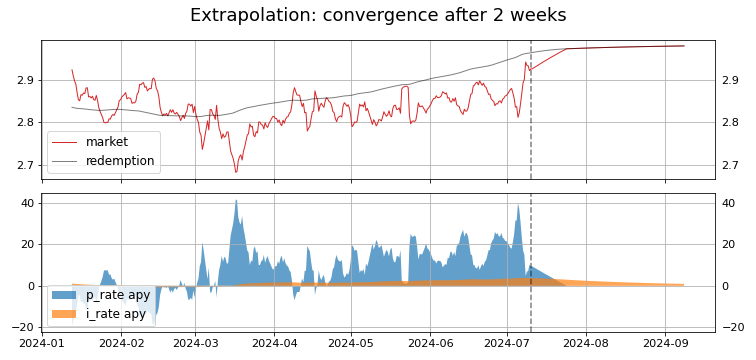 Extrapolation: convergence after 2 weeks
2.9
2.8
2.7
2.9
2.8
2.7
market
redemption
40
20
0
−20
40
20
0
−20
p_rate apy
i_rate apy
2024-01 2024-02 2024-03 2024-04 2024-05 2024-06 2024-07 2024-08 2024-09